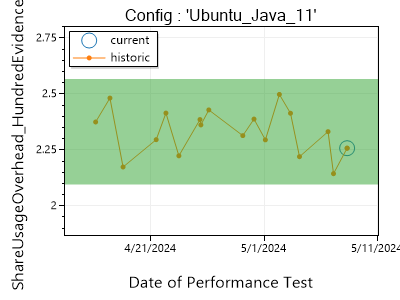 Config : 'Ubuntu_Java_11'
ShareUsageOverhead_HundredEvidence
2.75
2.5
2.25
2
current
historic
4/21/2024
5/1/2024
5/11/2024
Date of Performance Test